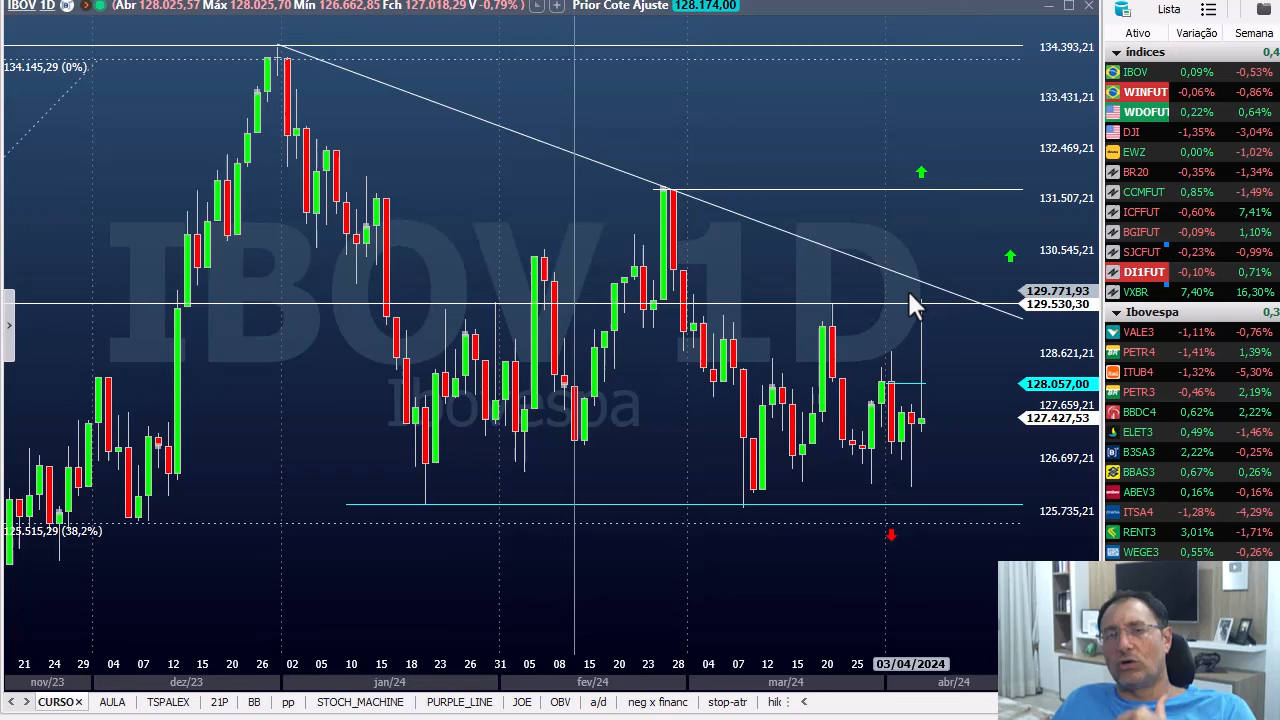 IBOV 1D (Abr 128.025,57 Máx 128.025,70 Mín 126.662,85 Fch 127.018,29 V -0,79%) Prior Cote Ajuste 128.174,00
Lista
Ativo Variação Semana
índices 0,4
IBOV 0,09% -0,53%
WINFUT -0,06% -0,86%
WDOFUT 0,22% 0,64%
DJI -1,35% -3,04%
EWZ 0,00% -1,02%
BR20 -0,35% -1,34%
CCMFUT 0,85% -1,49%
ICFFUT -0,60% 7,41%
BGIFUT -0,09% 1,10%
SJCFUT -0,23% -0,99%
DI1FUT -0,10% 0,71%
VXBR 7,40% 16,30%
Ibovespa 0,3
VALE3 -1,11% -0,76%
PETR4 -1,41% 1,39%
ITUB4 -1,32% -5,30%
PETR3 -0,46% 2,19%
BBDC4 0,62% 2,22%
ELET3 0,49% -1,46%
B3SA3 2,22% -0,25%
BBAS3 0,67% 0,26%
ABEV3 0,16% -0,16%
ITSA4 -1,28% -4,29%
RENT3 3,01% -1,71%
WEGE3 0,55% -0,26%
134.393,21
134.145,29 (0%)
133.431,21
132.469,21
131.507,21
130.545,21
129.771,93
129.530,30
128.621,21
128.057,00
127.659,21
127.427,53
126.697,21
125.735,21
125.515,29 (38,2%)
IBOV 1D
Ibovespa
21 24 29 04 07 12 15 20 26 02 05 10 15 18 23 26 31 05 08 15 20 23 28 04 07 12 15 20 25 03/04/2024
nov/23 dez/23 jan/24 fev/24 mar/24 abr/24
CURSO× AULA TSPALEX 21P BB pp STOCH_MACHINE PURPLE_LINE JOE OBV a/d neg x financ stop-atr